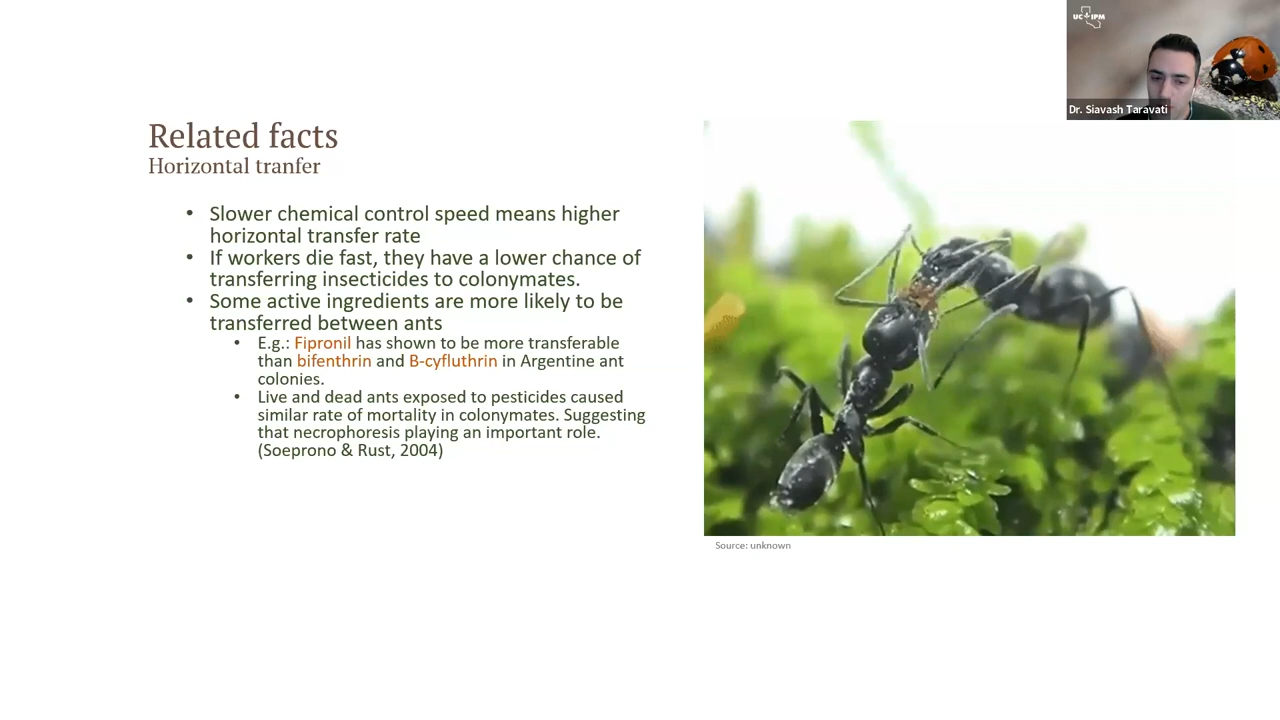 UC IPM
Dr. Siavash Taravati
Related facts
Horizontal tranfer
• Slower chemical control speed means higher
horizontal transfer rate
• If workers die fast, they have a lower chance of
transferring insecticides to colonymates.
• Some active ingredients are more likely to be
transferred between ants
• E.g.: Fipronil has shown to be more transferable
than bifenthrin and B-cyfluthrin in Argentine ant
colonies.
• Live and dead ants exposed to pesticides caused
similar rate of mortality in colonymates. Suggesting
that necrophoresis playing an important role.
(Soeprono & Rust, 2004)
Source: unknown